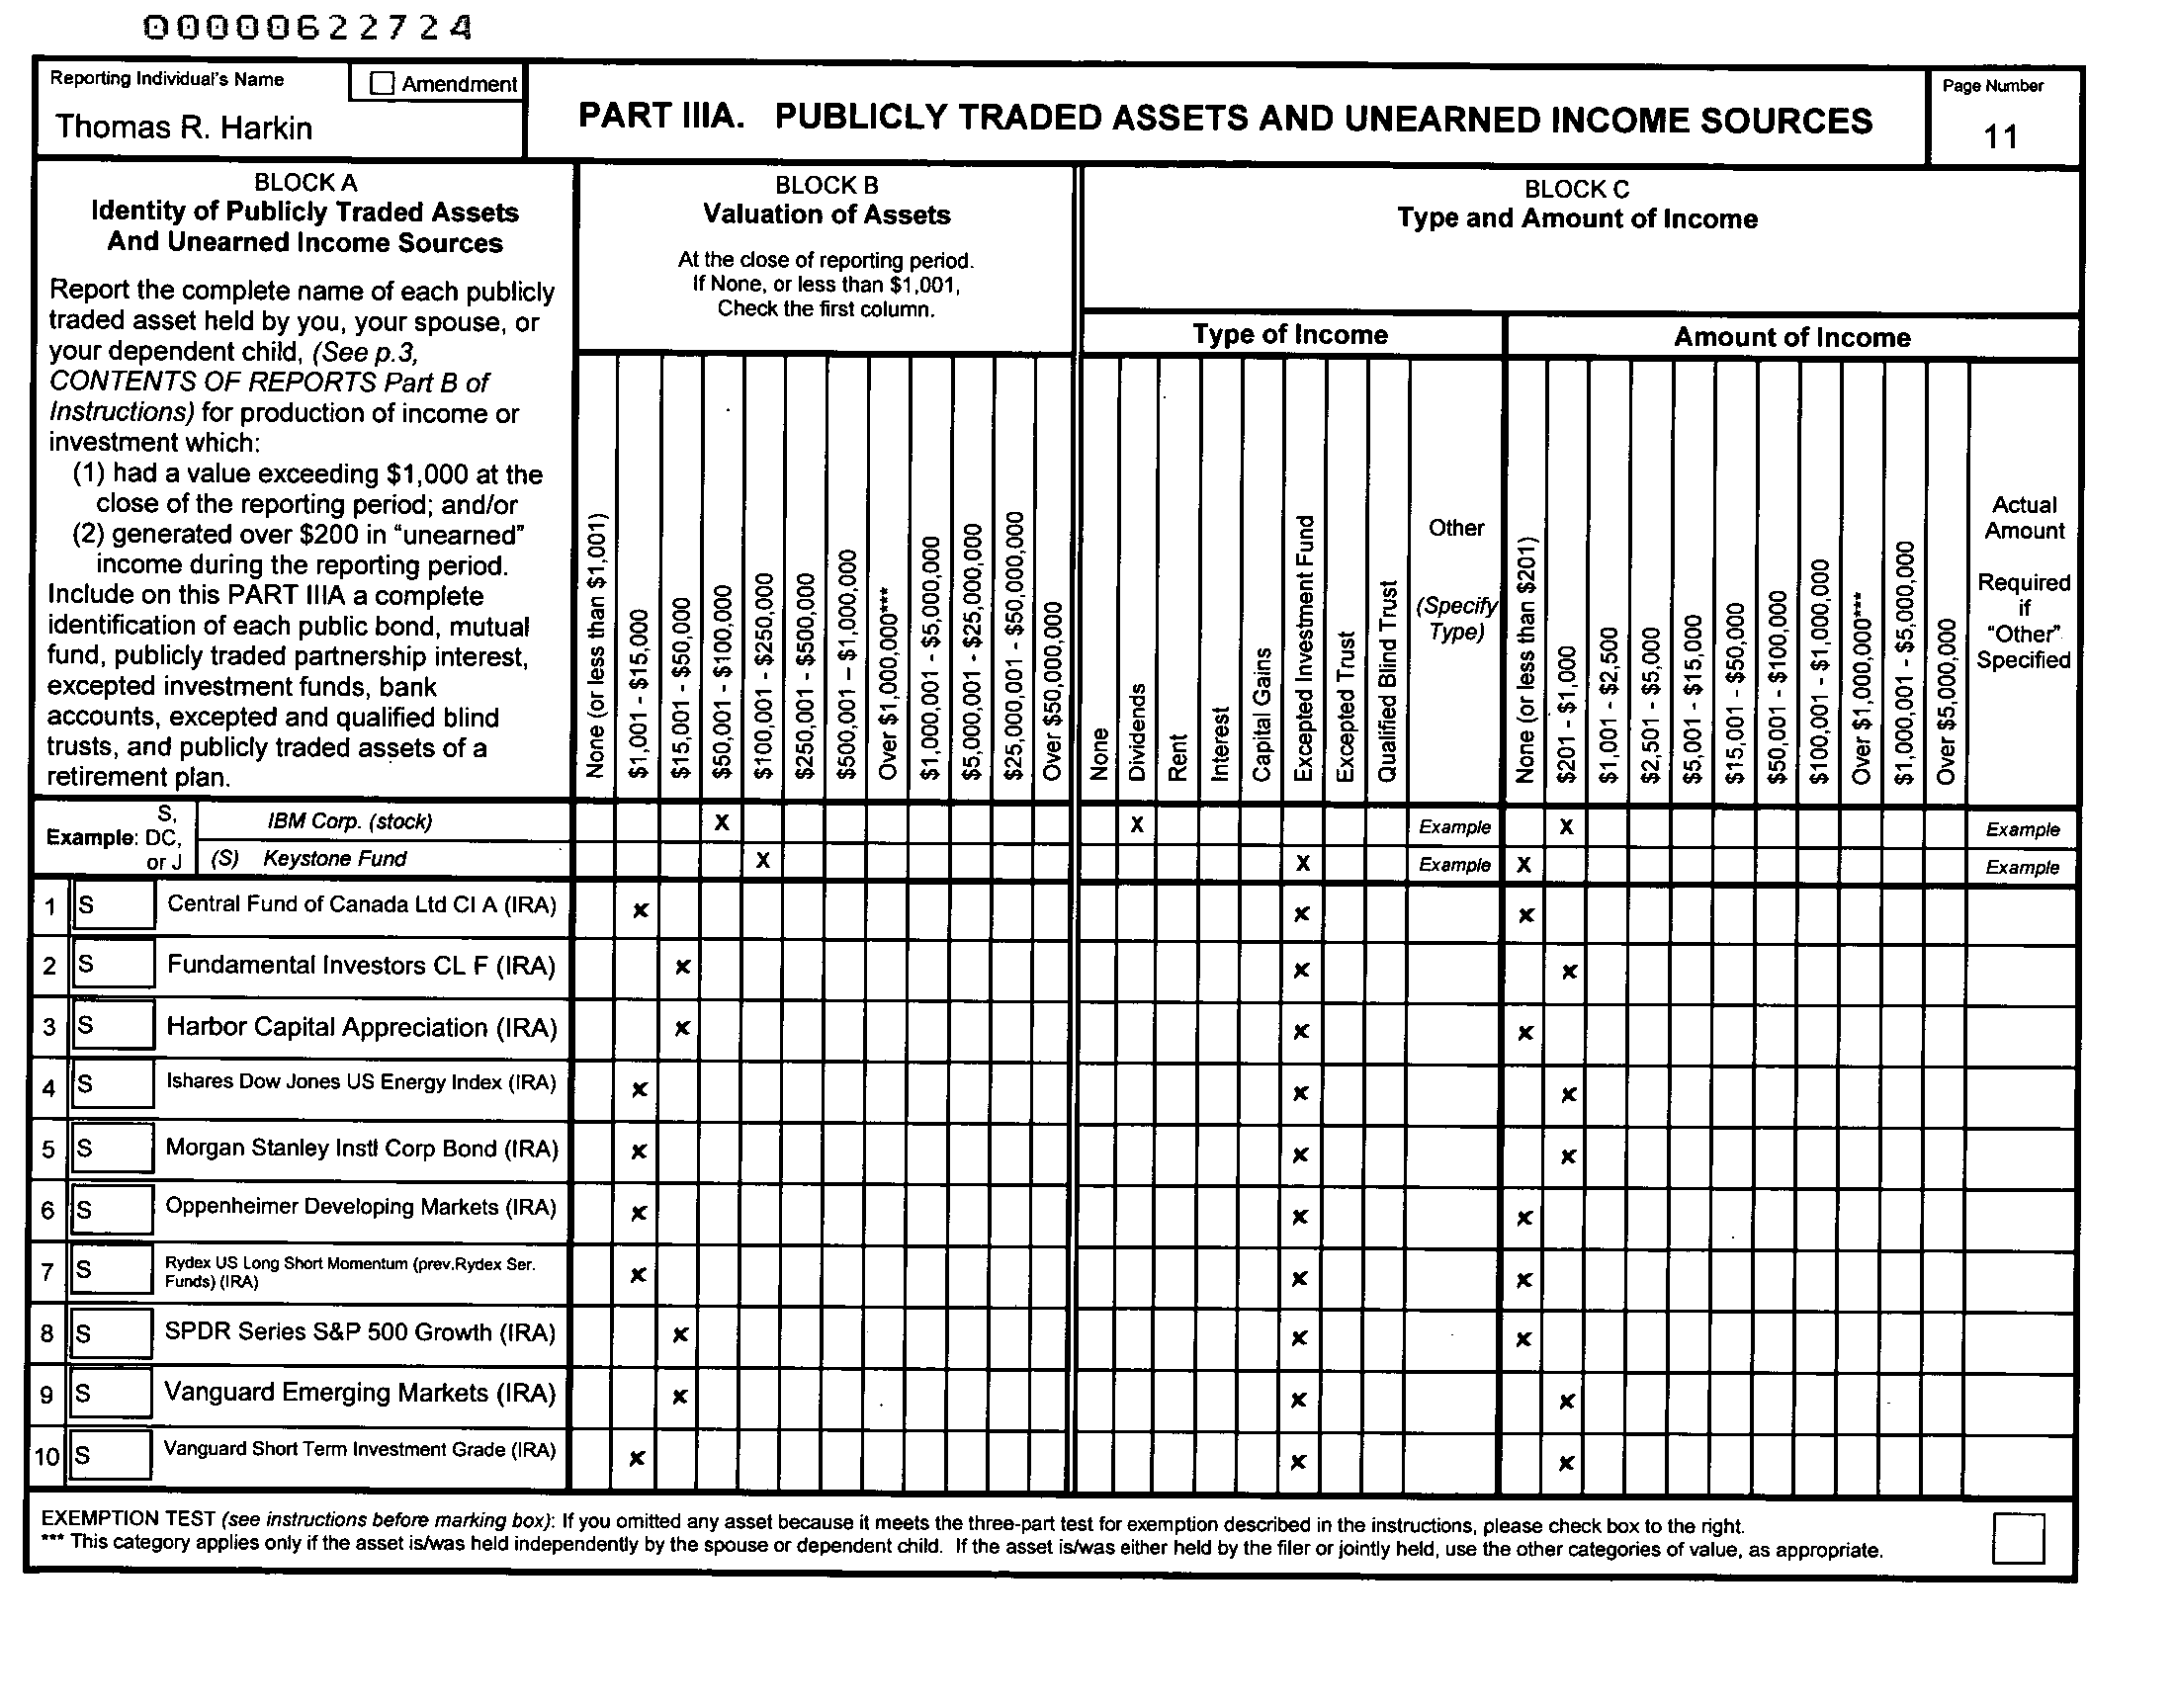 00000622724
Reporting Individual's Name
Amendment
Thomas R. Harkin
PART IIIA. PUBLICLY TRADED ASSETS AND UNEARNED INCOME SOURCES
Page Number
11
BLOCK A
Identity of Publicly Traded Assets
And Unearned Income Sources
Report the complete name of each publicly
traded asset held by you, your spouse, or
your dependent child, (See p.3,
CONTENTS OF REPORTS Part B of
Instructions) for production of income or
investment which:
(1) had a value exceeding $1,000 at the
close of the reporting period; and/or
(2) generated over $200 in "unearned"
income during the reporting period.
Include on this PART IIIA a complete
identification of each public bond, mutual
fund, publicly traded partnership interest,
excepted investment funds, bank
accounts, excepted and qualified blind
trusts, and publicly traded assets of a
retirement plan.
BLOCK B
Valuation of Assets
At the close of reporting period.
If None, or less than $1,001,
Check the first column.
BLOCK C
Type and Amount of Income
Type of Income
Amount of Income
None (or less than $1,001)
$1,001 - $15,000
$15,001 - $50,000
$50,001 - $100,000
$100,001 - $250,000
$250,001 - $500,000
$500,001 – $1,000,000
Over $1,000,000***
$1,000,001 - $5,000,000
$5,000,001 - $25,000,000
$25,000,001 - $50,000,000
Over $50,000,000
None
Dividends
Rent
Interest
Capital Gains
Excepted Investment Fund
Excepted Trust
Qualified Blind Trust
Other
(Specify
Type)
None (or less than $201)
$201 - $1,000
$1,001 - $2,500
$2,501 - $5,000
$5,001 - $15,000
$15,001 - $50,000
$50,001 - $100,000
$100,001 - $1,000,000
Over $1,000,000***
$1,000,001 - $5,000,000
Over $5,000,000
Actual
Amount
Required
if
"Other"
Specified
Example:
S,
DC,
or J
IBM Corp. (stock) X X Example X Example
(S) Keystone Fund X X Example X Example
1 S Central Fund of Canada Ltd Cl A (IRA) x x x
2 S Fundamental Investors CL F (IRA) x x x
3 S Harbor Capital Appreciation (IRA) x x x
4 S Ishares Dow Jones US Energy Index (IRA) x x x
5 S Morgan Stanley Instl Corp Bond (IRA) x x x
6 S Oppenheimer Developing Markets (IRA) x x x
7 S Rydex US Long Short Momentum (prev.Rydex Ser.
Funds) (IRA) x x x
8 S SPDR Series S&P 500 Growth (IRA) x x x
9 S Vanguard Emerging Markets (IRA) x x x
10 S Vanguard Short Term Investment Grade (IRA) x x x
EXEMPTION TEST (see instructions before marking box): If you omitted any asset because it meets the three-part test for exemption described in the instructions, please check box to the right.
*** This category applies only if the asset is/was held independently by the spouse or dependent child. If the asset is/was either held by the filer or jointly held, use the other categories of value, as appropriate.